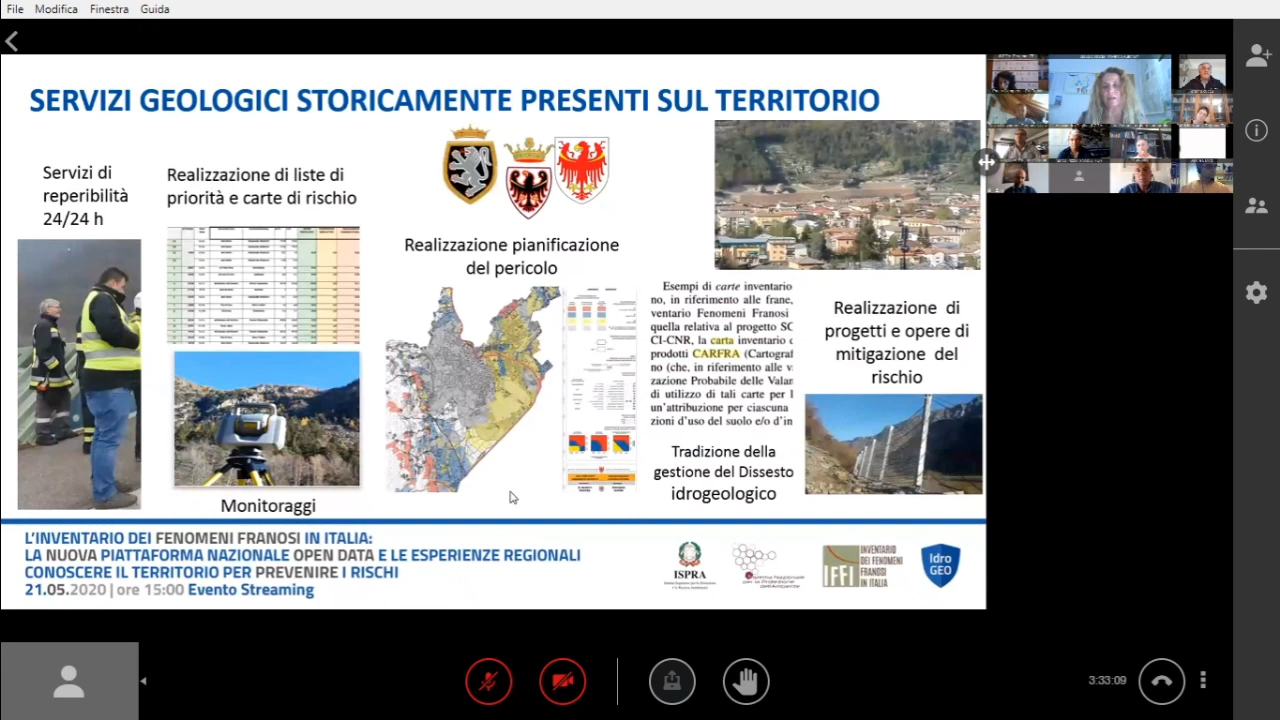 File Modifica Finestra Guida
SERVIZI GEOLOGICI STORICAMENTE PRESENTI SUL TERRITORIO
Servizi di
reperibilità
24/24 h
Realizzazione di liste di
priorità e carte di rischio
Monitoraggi
Realizzazione pianificazione
del pericolo
Esempi di carte inventario
no, in riferimento alle frane,
ventario Fenomeni Franosi
quella relativa al progetto SC
CI-CNR, la carta inventario
prodotti CARFRA (Cartograf
no (che, in riferimento alle v
zazione Probabile delle Valan
di utilizzo di tali carte per l
un'attribuzione per ciascuna
zioni d'uso del suolo e/o d'in
Tradizione della
gestione del Dissesto
idrogeologico
Realizzazione di
progetti e opere di
mitigazione del
rischio
L'INVENTARIO DEI FENOMENI FRANOSI IN ITALIA:
LA NUOVA PIATTAFORMA NAZIONALE OPEN DATA E LE ESPERIENZE REGIONALI
CONOSCERE IL TERRITORIO PER PREVENIRE I RISCHI
21.05.2020 | ore 15:00 Evento Streaming
ISPRA
IFFI
INVENTARIO
DEI FENOMENI
FRANOSI
IN ITALIA
Idro
GEO
3:33:09